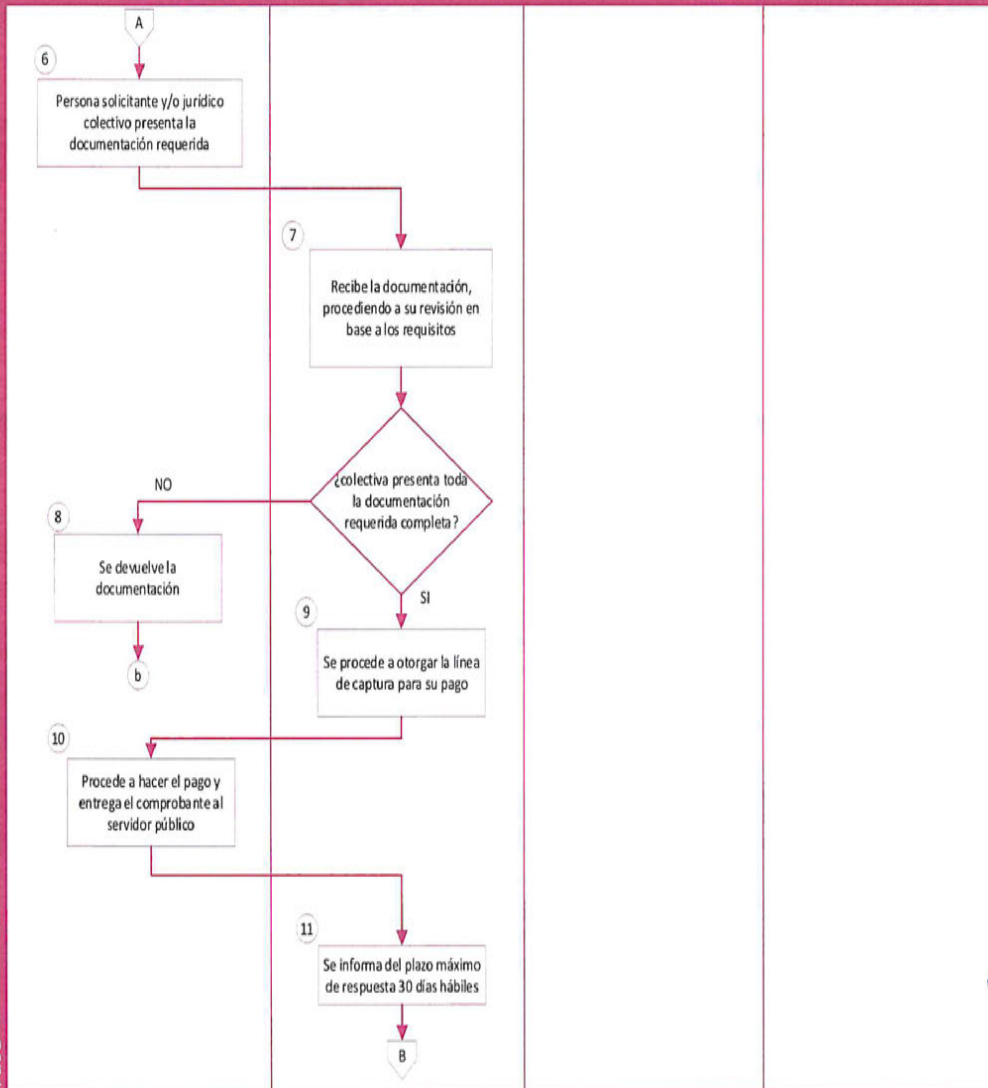 A
6
Persona solicitante y/o jurídico
colectivo presenta la
documentación requerida
7
Recibe la documentación,
procediendo a su revisión en
base a los requisitos
¿colectiva presenta toda
la documentación
requerida completa?
NO
8
Se devuelve la
documentación
b
SI
9
Se procede a otorgar la línea
de captura para su pago
10
Procede a hacer el pago y
entrega el comprobante al
servidor público
11
Se informa del plazo máximo
de respuesta 30 días hábiles
B